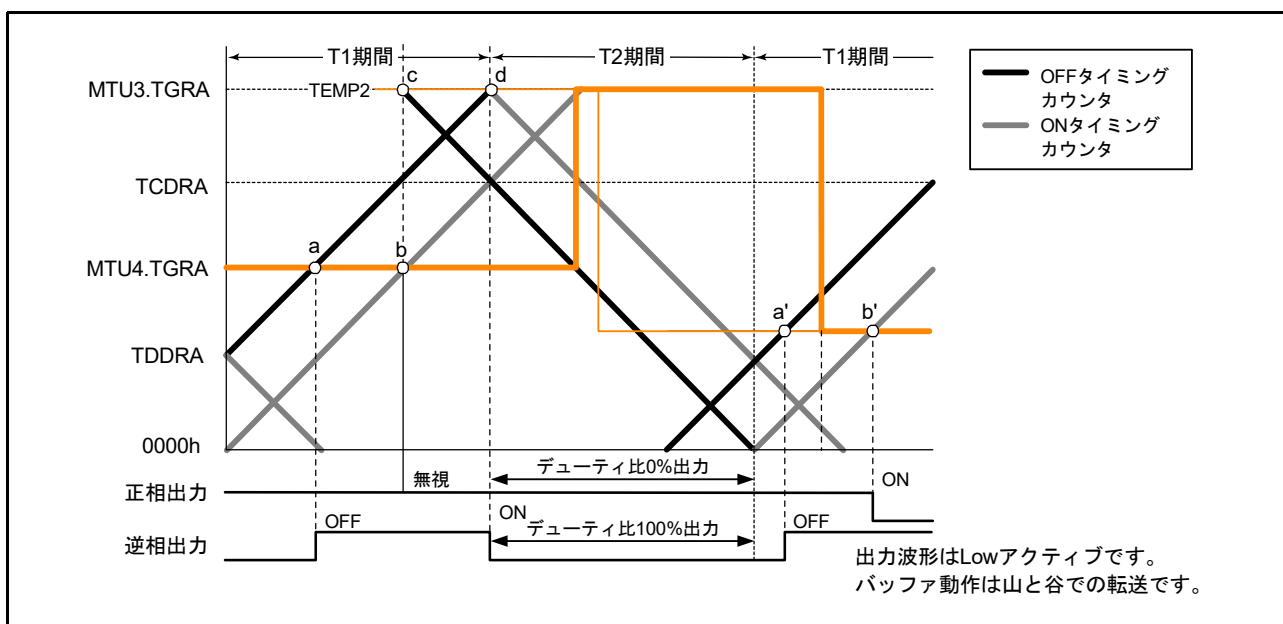 T1期間
T2期間
T1期間
MTU3.TGRA
TEMP2
c
d
OFFタイミング
カウンタ
ONタイミング
カウンタ
TCDRA
MTU4.TGRA
a
b
a'
b'
TDDRA
0000h
デューティ比0%出力
正相出力
無視
ON
逆相出力
OFF
ON
デューティ比100%出力
OFF
出力波形はLowアクティブです。
バッファ動作は山と谷での転送です。